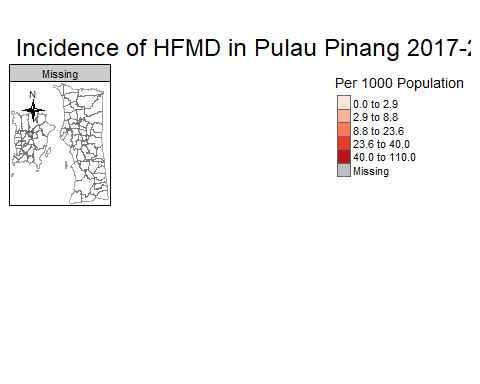 Incidence of HFMD in Pulau Pinang 2017-2
Missing
N
Per 1000 Population
0.0 to 2.9
2.9 to 8.8
8.8 to 23.6
23.6 to 40.0
40.0 to 110.0
Missing